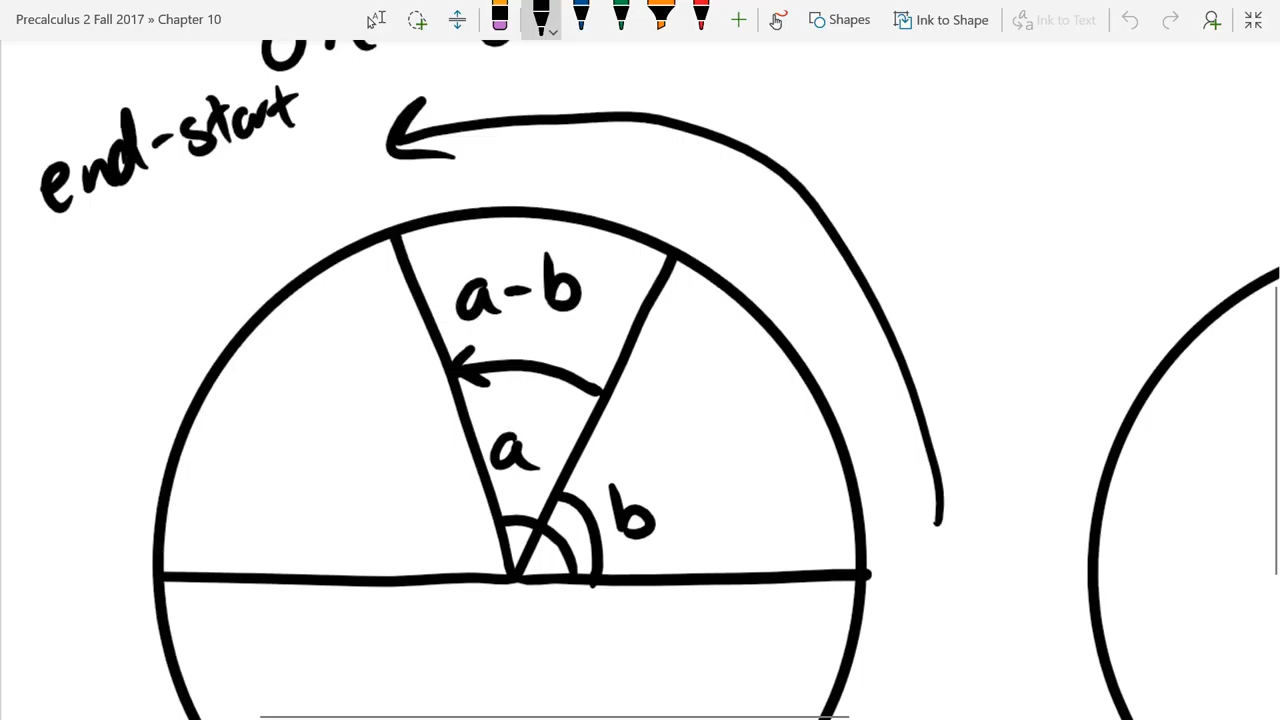 Precalculus 2 Fall 2017 » Chapter 10
Shapes
Ink to Shape
Ink to Text
end-start
a-b
a
b